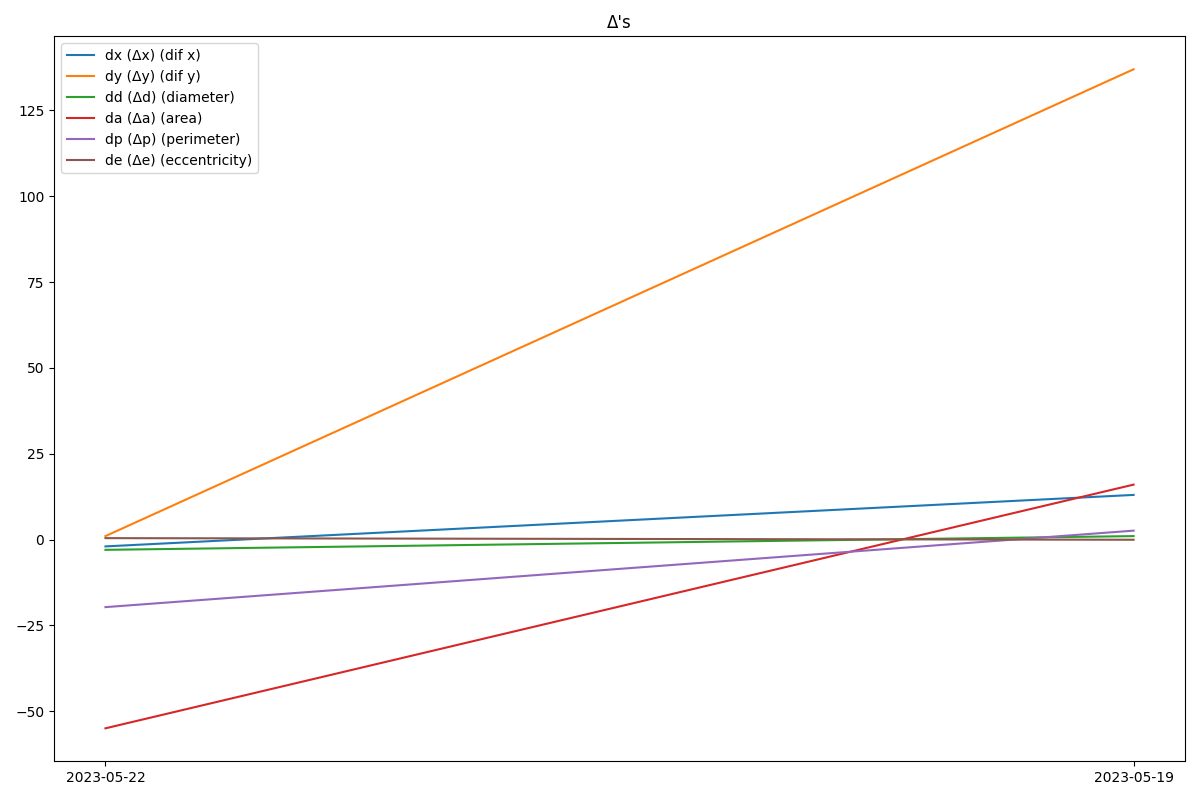 Δ's
dx (Δx) (dif x)
dy (Δy) (dif y)
dd (Δd) (diameter)
da (Δa) (area)
dp (Δp) (perimeter)
de (Δe) (eccentricity)
125
100
75
50
25
0
−25
−50
2023-05-22 2023-05-19